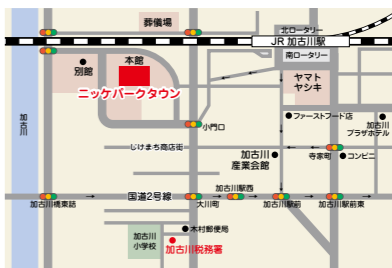 葬儀場
北ロータリー
JR 加古川駅
南ロータリー
別館
本館
ニッケパークタウン
ヤマト
ヤシキ
加古川
ファーストフード店
小門口
加古川
プラザホテル
じけまち商店街
加古川
産業会館
寺家町
コンビニ
国道2号線
加古川駅西
加古川橋東詰
大川町
加古川駅前
加古川駅前東
木村郵便局
加古川
小学校
加古川税務署